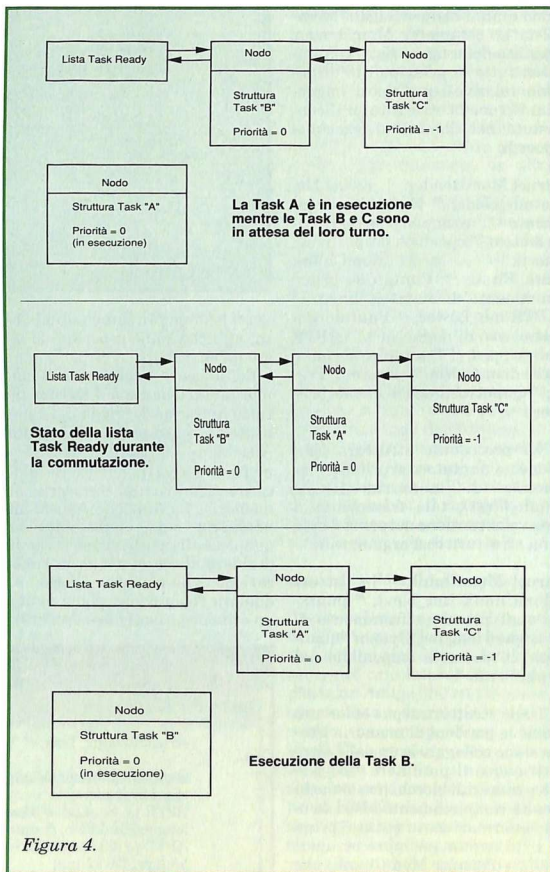 Lista Task Ready
Nodo
Struttura
Task "B"
Priorità = 0
Nodo
Struttura
Task "C"
Priorità = -1
Nodo
Struttura Task "A"
Priorità = 0
(in esecuzione)
La Task A è in esecuzione
mentre le Task B e C sono
in attesa del loro turno.
Lista Task Ready
Nodo
Struttura
Task "B"
Priorità = 0
Nodo
Struttura
Task "A"
Priorità = 0
Nodo
Struttura Task "C"
Priorità = -1
Stato della lista
Task Ready durante
la commutazione.
Lista Task Ready
Nodo
Struttura
Task "A"
Priorità = 0
Nodo
Struttura
Task "C"
Priorità = -1
Nodo
Struttura Task "B"
Priorità = 0
(in esecuzione)
Esecuzione della Task B.
Figura 4.